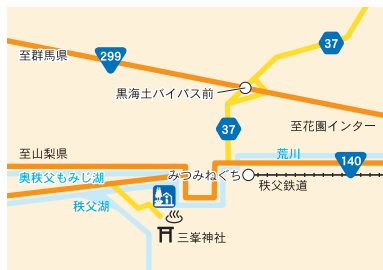 37
至群馬県
299
黒海土バイパス前
37
至花園インター
至山梨県
荒川
140
みつみねぐち
奥秩父もみじ湖
秩父鉄道
秩父湖
三峯神社